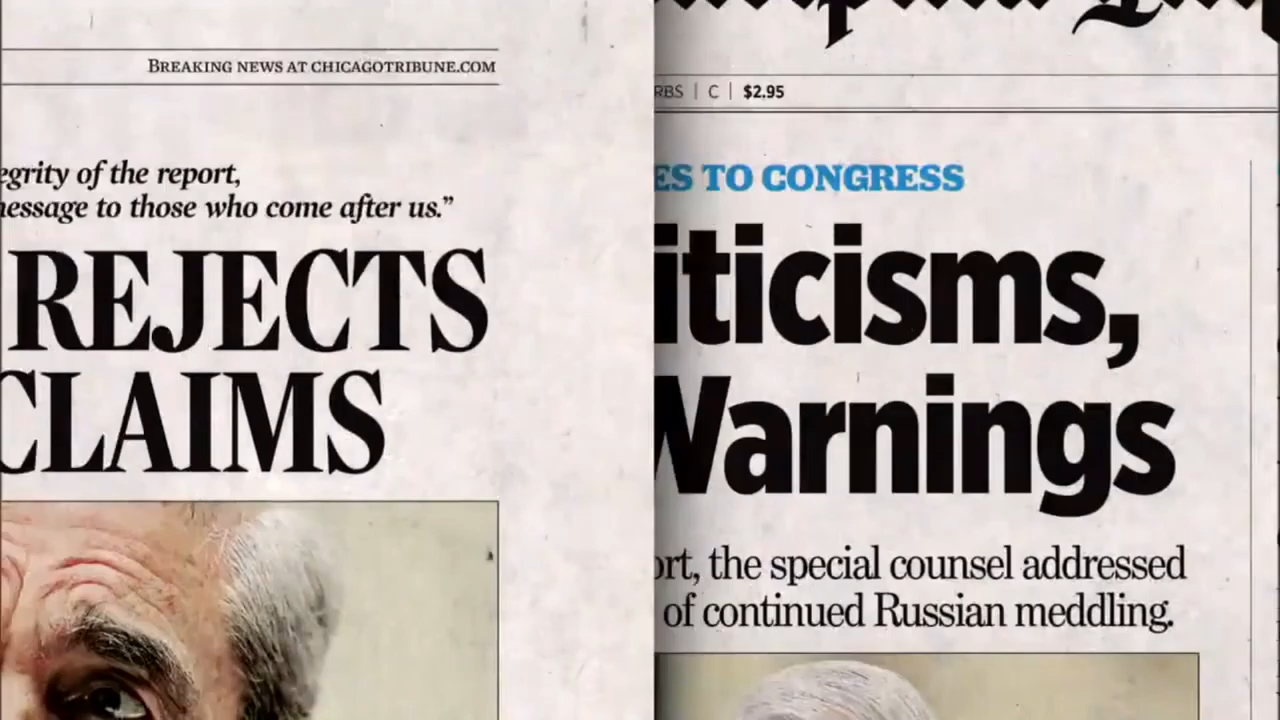 BREAKING NEWS AT CHICAGOTRIBUNE.COM
egrity of the report,
essage to those who come after us.”
REJECTS
CLAIMS
RBS | C | $2.95
ES TO CONGRESS
iticisms,
Warnings
ort, the special counsel addressed
of continued Russian meddling.